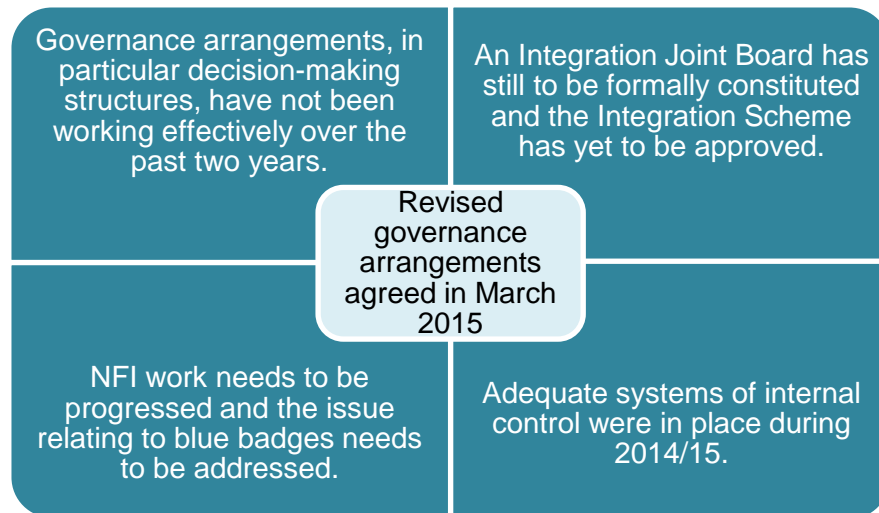 Governance arrangements, in
particular decision-making
structures, have not been
working effectively over the
past two years.
An Integration Joint Board has
still to be formally constituted
and the Integration Scheme
has yet to be approved.
Revised
governance
arrangements
agreed in March
2015
NFI work needs to be
progressed and the issue
relating to blue badges needs
to be addressed.
Adequate systems of internal
control were in place during
2014/15.